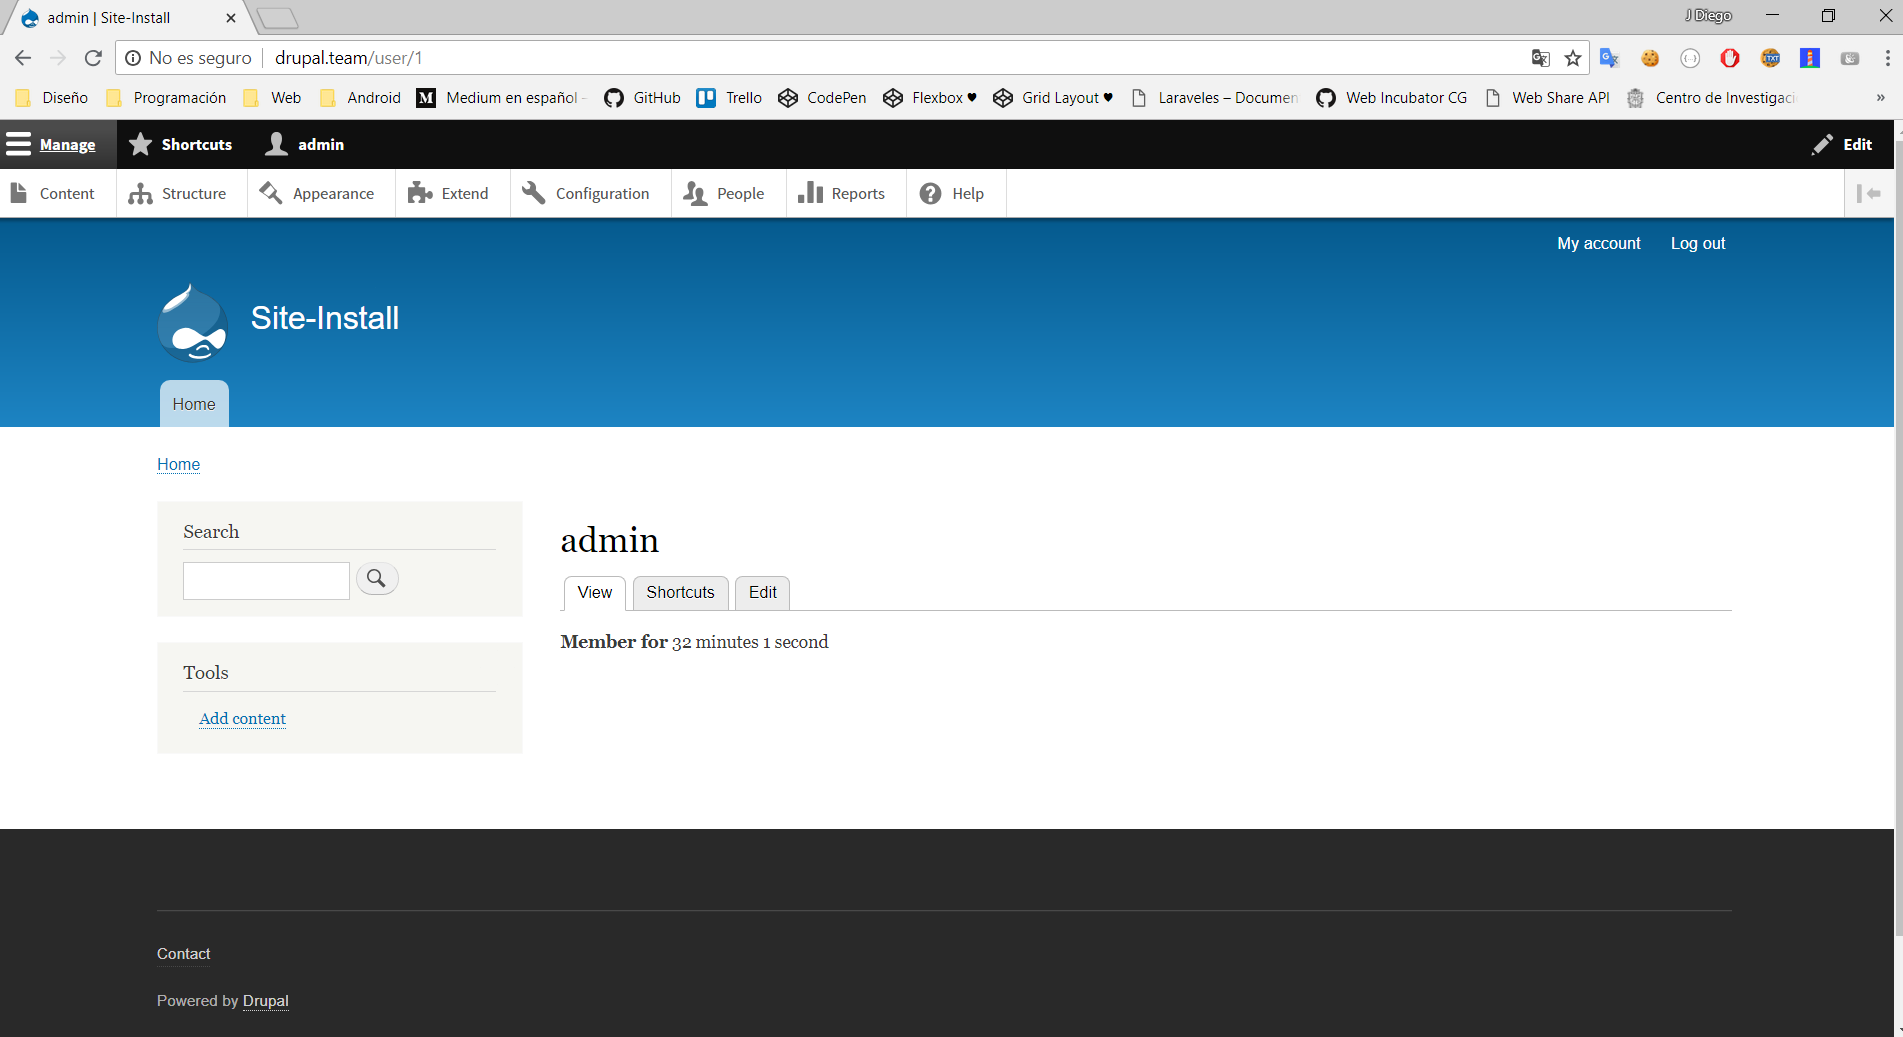 admin | Site-Install
J Diego
No es seguro drupal.team/user/1
Diseño Programación Web Android Medium en español - GitHub Trello CodePen Flexbox ♥ Grid Layout ♥ Laraveles – Documen Web Incubator CG Web Share API Centro de Investigaci »
Manage Shortcuts admin Edit
Content Structure Appearance Extend Configuration People Reports Help
My account Log out
Site-Install
Home
Home
Search
admin
View Shortcuts Edit
Member for 32 minutes 1 second
Tools
Add content
Contact
Powered by Drupal